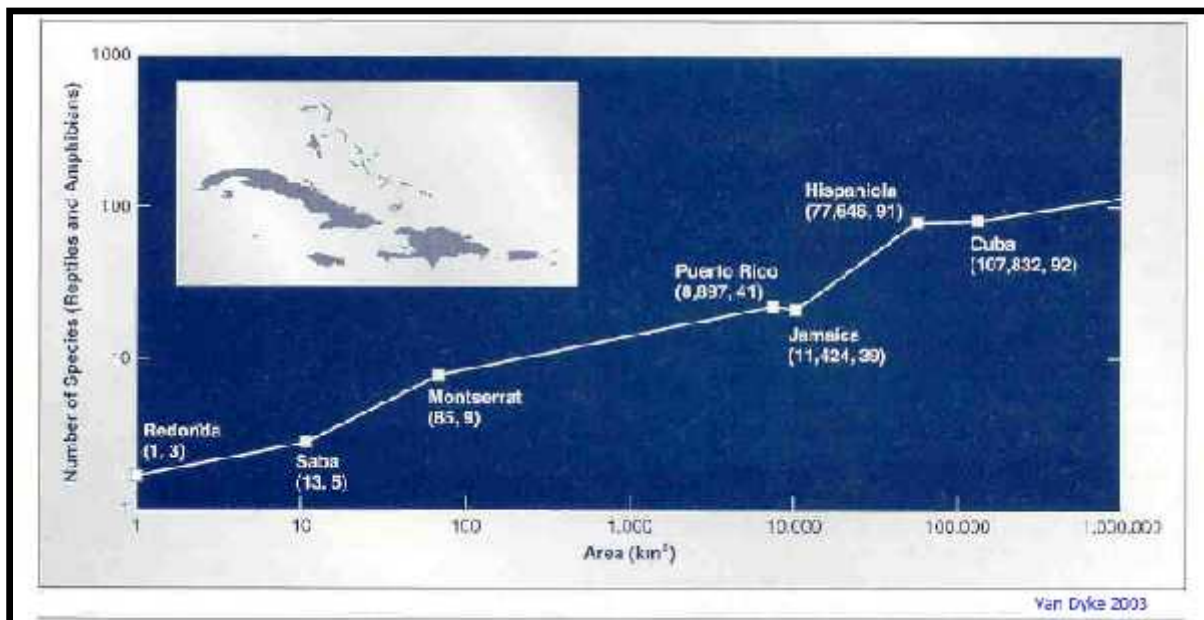 1000
Number of Species (Reptiles and Amphibians)
100
10
1
Hispaniola
(77,646, 91)
Cuba
(107,832, 92)
Puerto Rico
(8,897, 41)
Jamaica
(11,424, 39)
Montserrat
(85, 9)
Redonda
(1, 3)
Saba
(13, 5)
1
10
100
1,000
10,000
100,000
1,000,000
Area (km²)
Van Dyke 2003